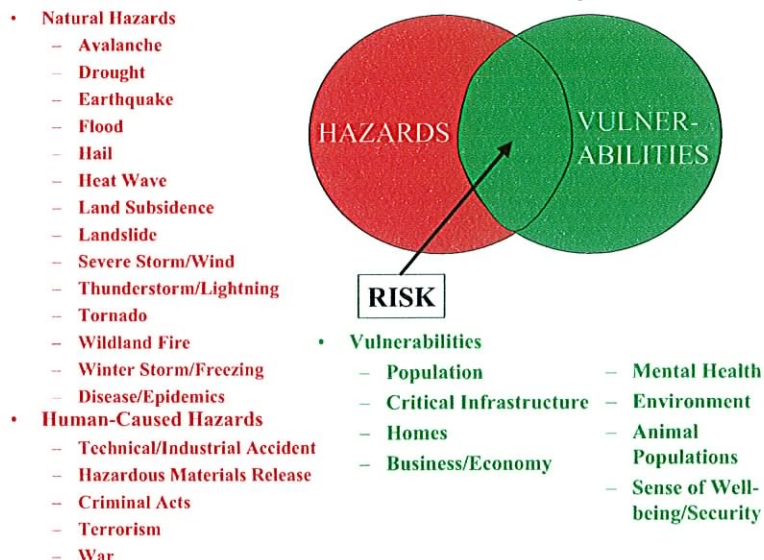 • Natural Hazards
– Avalanche
– Drought
– Earthquake
– Flood
– Hail
– Heat Wave
– Land Subsidence
– Landslide
– Severe Storm/Wind
– Thunderstorm/Lightning
– Tornado
– Wildland Fire
– Winter Storm/Freezing
– Disease/Epidemics
• Human-Caused Hazards
– Technical/Industrial Accident
– Hazardous Materials Release
– Criminal Acts
– Terrorism
– War
HAZARDS
VULNER-
ABILITIES
RISK
• Vulnerabilities
– Population
– Critical Infrastructure
– Homes
– Business/Economy
– Mental Health
– Environment
– Animal
Populations
– Sense of Well-
being/Security